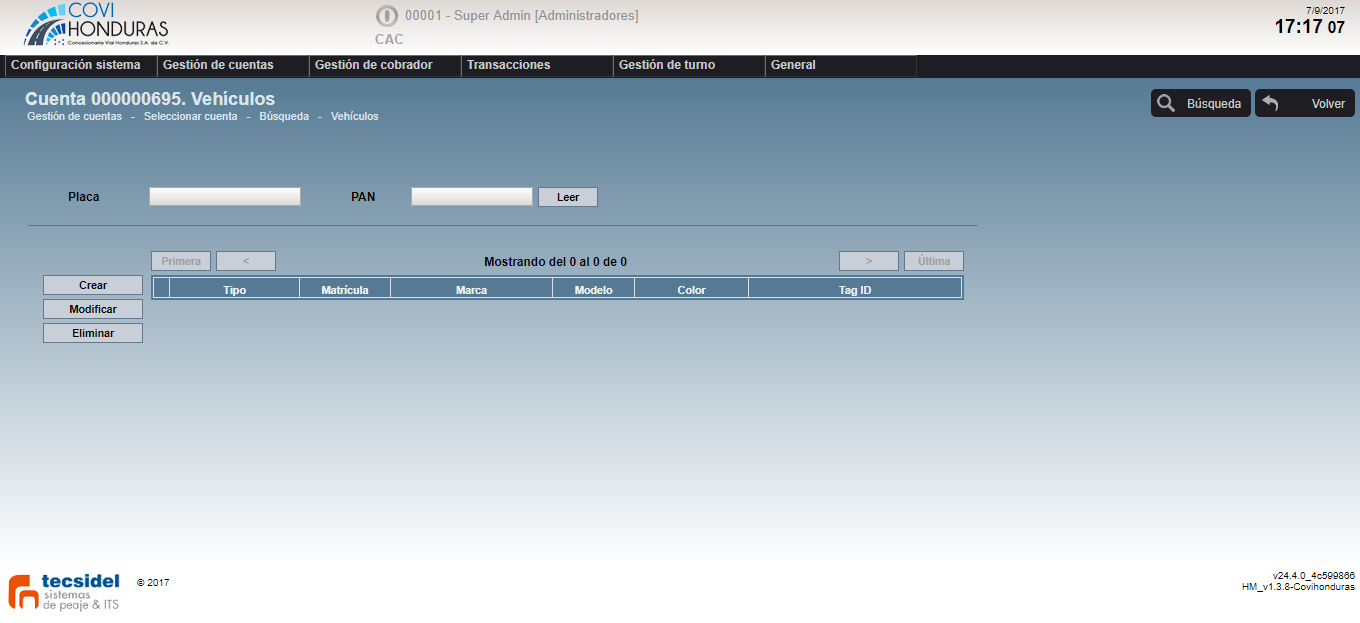 COVI
HONDURAS
Concesionaria Vial Honduras S.A. de C.V.
00001 - Super Admin [Administradores]
CAC
7/9/2017
17:17 07
Configuración sistema Gestión de cuentas Gestión de cobrador Transacciones Gestión de turno General
Cuenta 000000695. Vehículos
Gestión de cuentas - Seleccionar cuenta - Búsqueda - Vehículos
Búsqueda Volver
Placa PAN Leer
Primera < Mostrando del 0 al 0 de 0 > Última
Crear
Modificar
Eliminar
Tipo Matrícula Marca Modelo Color Tag ID
tecsidel
sistemas
de peaje & ITS
© 2017
v24.4.0_4c599866
HM_v1.3.8-Covihonduras